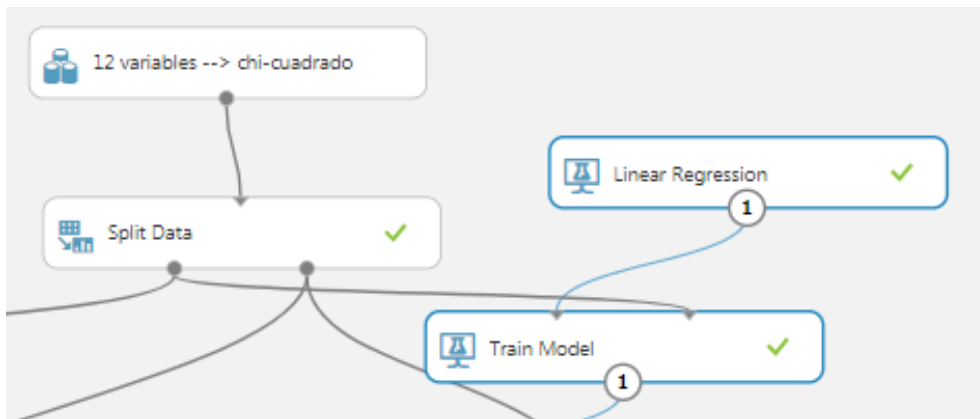 12 variables --> chi-cuadrado
Linear Regression
1
Split Data
Train Model
1